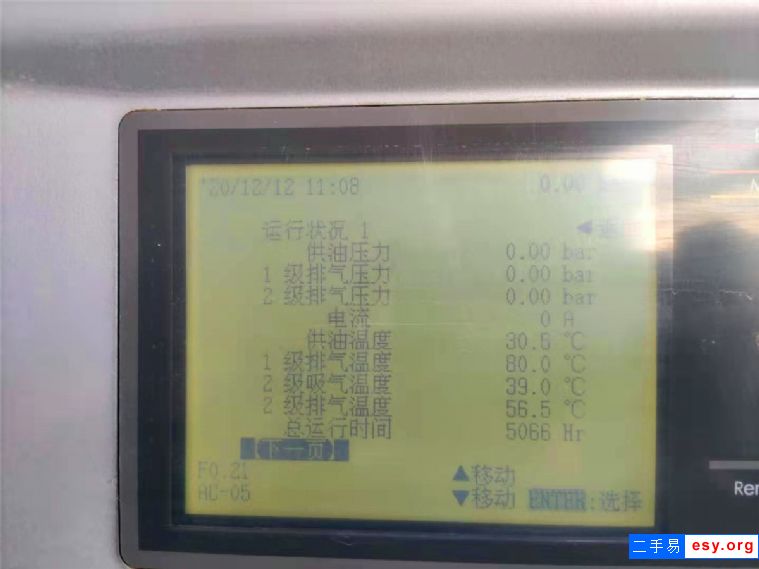 '20/12/12 11:08 0.00
运行状况 1 ◀
供油压力 0.00 bar
1 级排气压力 0.00 bar
2 级排气压力 0.00 bar
电流 0 A
供油温度 30.5 ℃
1 级排气温度 80.0 ℃
2 级吸气温度 39.0 ℃
2 级排气温度 56.5 ℃
总运行时间 5066 Hr
【下一页】
F0.21 ▲移动
AC-05 ▼移动 ENTER:选择
Rem
二手易 esy.org